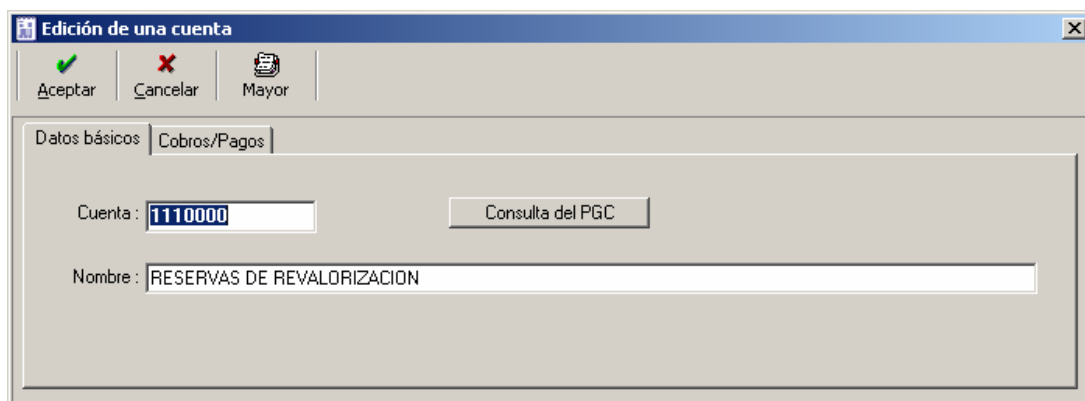 Edición de una cuenta
Aceptar Cancelar Mayor
Datos básicos Cobros/Pagos
Cuenta : 1110000 Consulta del PGC
Nombre : RESERVAS DE REVALORIZACION